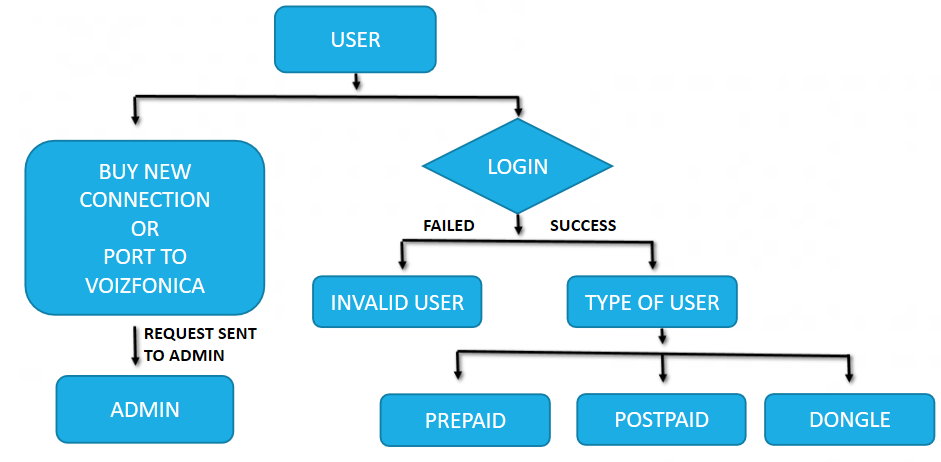 USER
BUY NEW
CONNECTION
OR
PORT TO
VOIZFONICA
LOGIN
FAILED
SUCCESS
INVALID USER
TYPE OF USER
REQUEST SENT
TO ADMIN
ADMIN
PREPAID
POSTPAID
DONGLE